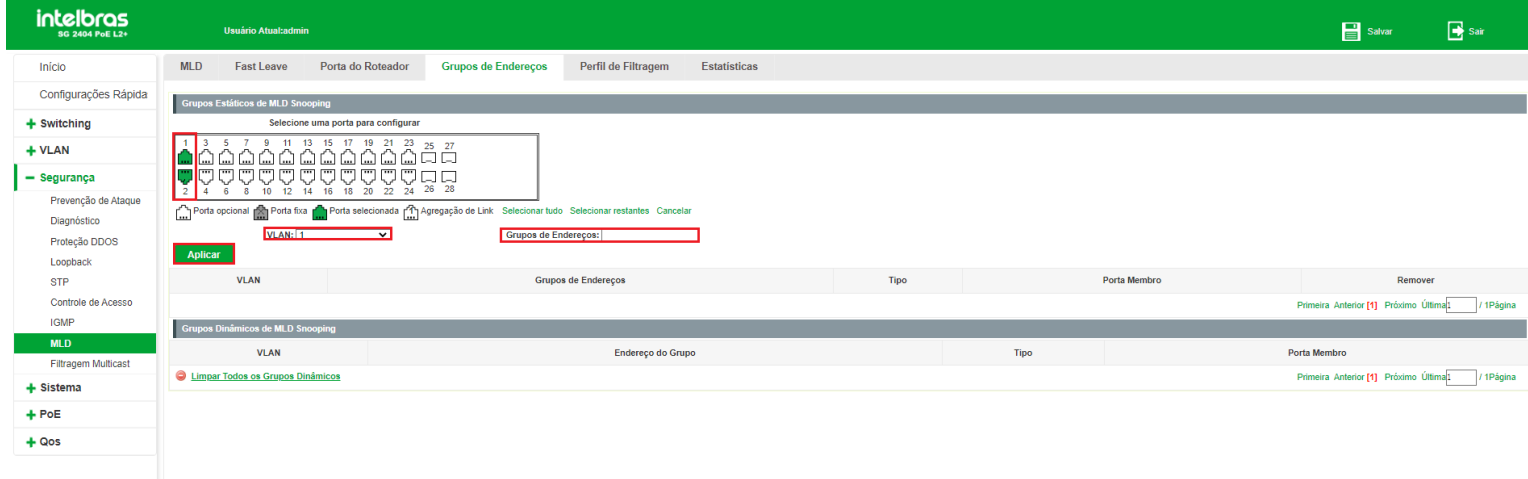 intelbras
SG 2404 PoE L2+
Usuário Atual:admin
Salvar
Sair
Início
Configurações Rápida
Switching
VLAN
Segurança
Prevenção de Ataque
Diagnóstico
Proteção DDOS
Loopback
STP
Controle de Acesso
IGMP
MLD
Filtragem Multicast
Sistema
PoE
Qos
MLD Fast Leave Porta do Roteador Grupos de Endereços Perfil de Filtragem Estatísticas
Grupos Estáticos de MLD Snooping
Selecione uma porta para configurar
1 3 5 7 9 11 13 15 17 19 21 23 25 27
2 4 6 8 10 12 14 16 18 20 22 24 26 28
Porta opcional Porta fixa Porta selecionada 1 Agregação de Link Selecionar tudo Selecionar restantes Cancelar
VLAN: 1 Grupos de Endereços:
Aplicar
VLAN Grupos de Endereços Tipo Porta Membro Remover
Primeira Anterior [1] Próximo Última 1 / 1Página
Grupos Dinâmicos de MLD Snooping
VLAN Endereço do Grupo Tipo Porta Membro
Limpar Todos os Grupos Dinâmicos Primeira Anterior [1] Próximo Última 1 / 1Página